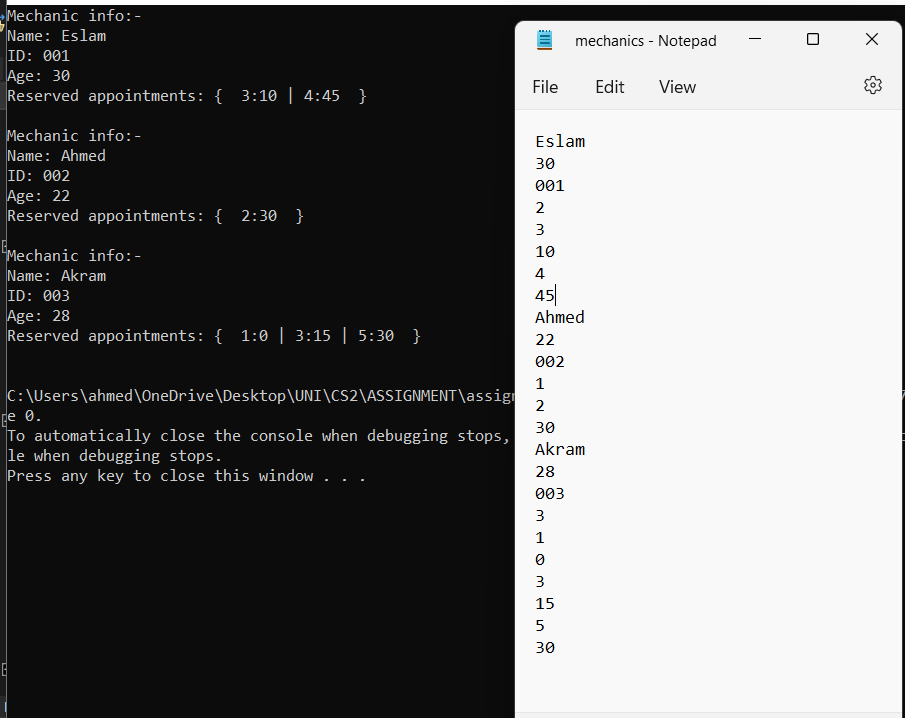 Mechanic info:-
Name: Eslam
ID: 001
Age: 30
Reserved appointments: {  3:10 | 4:45  }
Mechanic info:-
Name: Ahmed
ID: 002
Age: 22
Reserved appointments: {  2:30  }
Mechanic info:-
Name: Akram
ID: 003
Age: 28
Reserved appointments: {  1:0 | 3:15 | 5:30  }
C:\Users\ahmed\OneDrive\Desktop\UNI\CS2\ASSIGNMENT\assign
e 0.
To automatically close the console when debugging stops,
le when debugging stops.
Press any key to close this window . . .
mechanics - Notepad
File Edit View
Eslam
30
001
2
3
10
4
45
Ahmed
22
002
1
2
30
Akram
28
003
3
1
0
3
15
5
30